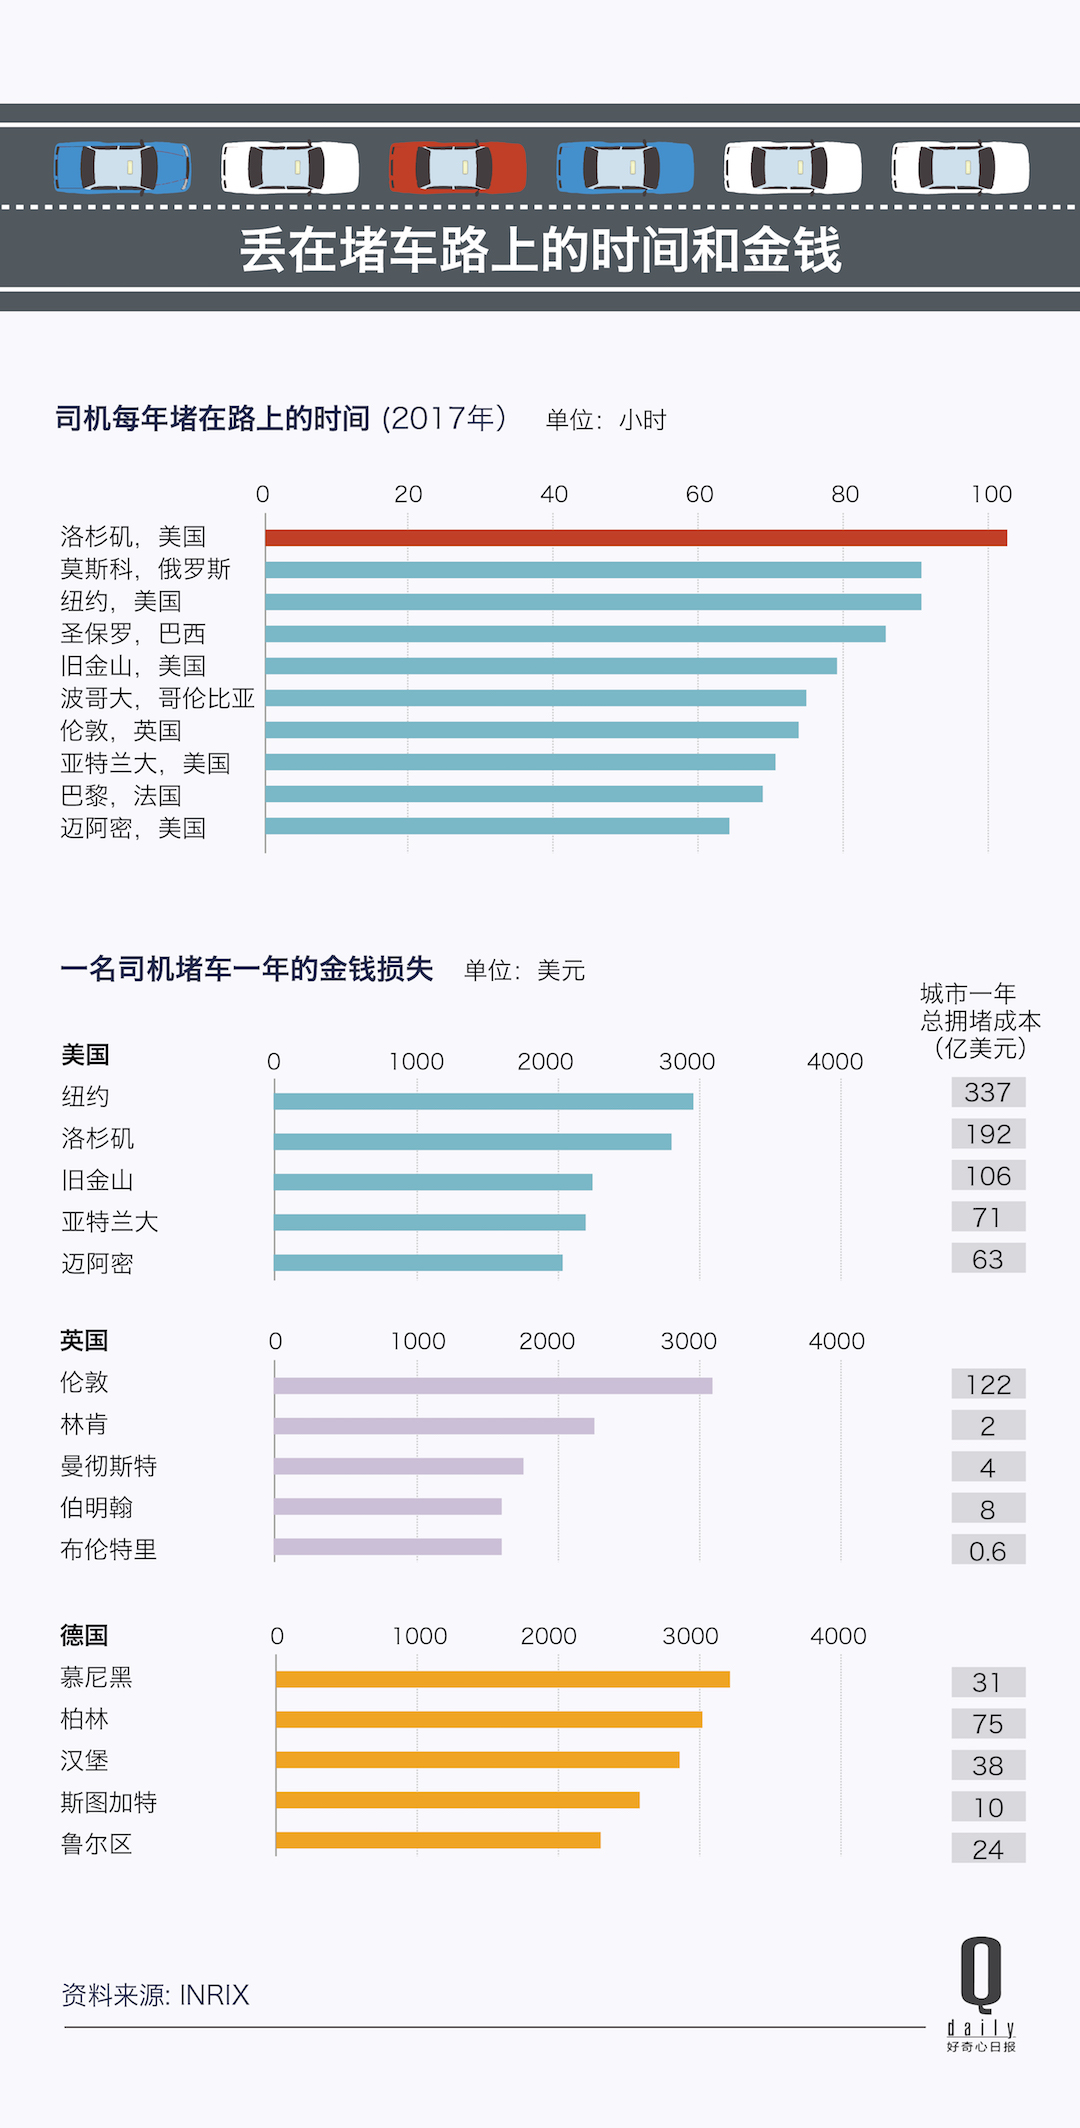 丢在堵车路上的时间和金钱
司机每年堵在路上的时间 (2017年） 单位：小时
0 20 40 60 80 100
洛杉矶，美国
莫斯科，俄罗斯
纽约，美国
圣保罗，巴西
旧金山，美国
波哥大，哥伦比亚
伦敦，英国
亚特兰大，美国
巴黎，法国
迈阿密，美国
一名司机堵车一年的金钱损失 单位：美元
城市一年
总拥堵成本
（亿美元）
美国 0 1000 2000 3000 4000
纽约 337
洛杉矶 192
旧金山 106
亚特兰大 71
迈阿密 63
英国 0 1000 2000 3000 4000
伦敦 122
林肯 2
曼彻斯特 4
伯明翰 8
布伦特里 0.6
德国 0 1000 2000 3000 4000
慕尼黑 31
柏林 75
汉堡 38
斯图加特 10
鲁尔区 24
资料来源: INRIX
Q
daily
好奇心日报